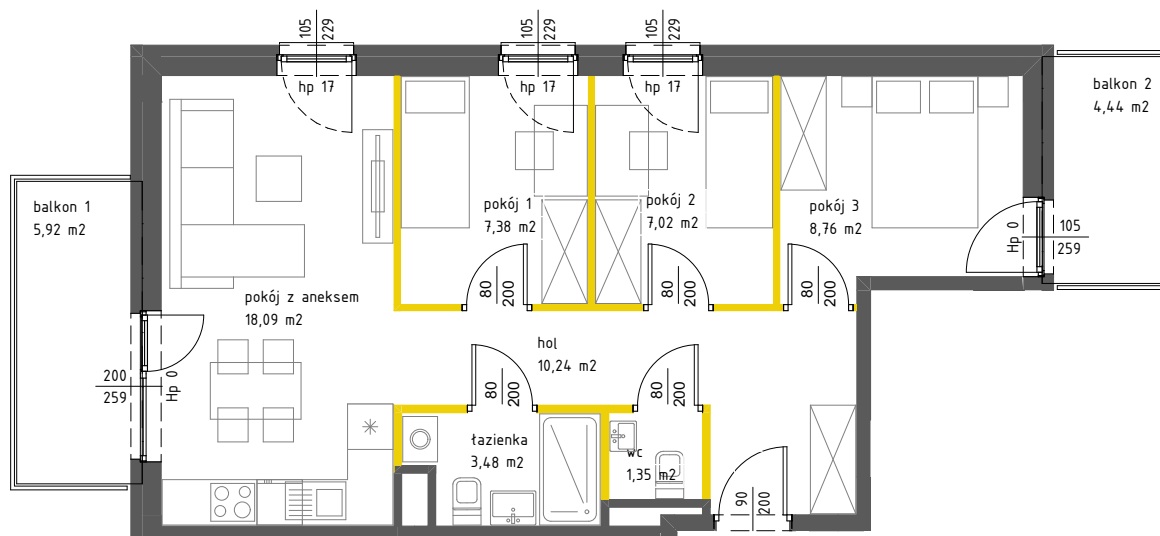 105
229
105
229
105
229
hp 17
hp 17
hp 17
balkon 2
4,44 m2
balkon 1
5,92 m2
pokój 1
7,38 m2
pokój 2
7,02 m2
pokój 3
8,76 m2
Hp 0
105
259
80
200
80
200
80
200
pokój z aneksem
18,09 m2
hol
10,24 m2
200
259
Hp 0
80
200
80
200
łazienka
3,48 m2
wc
1,35 m2
90
200